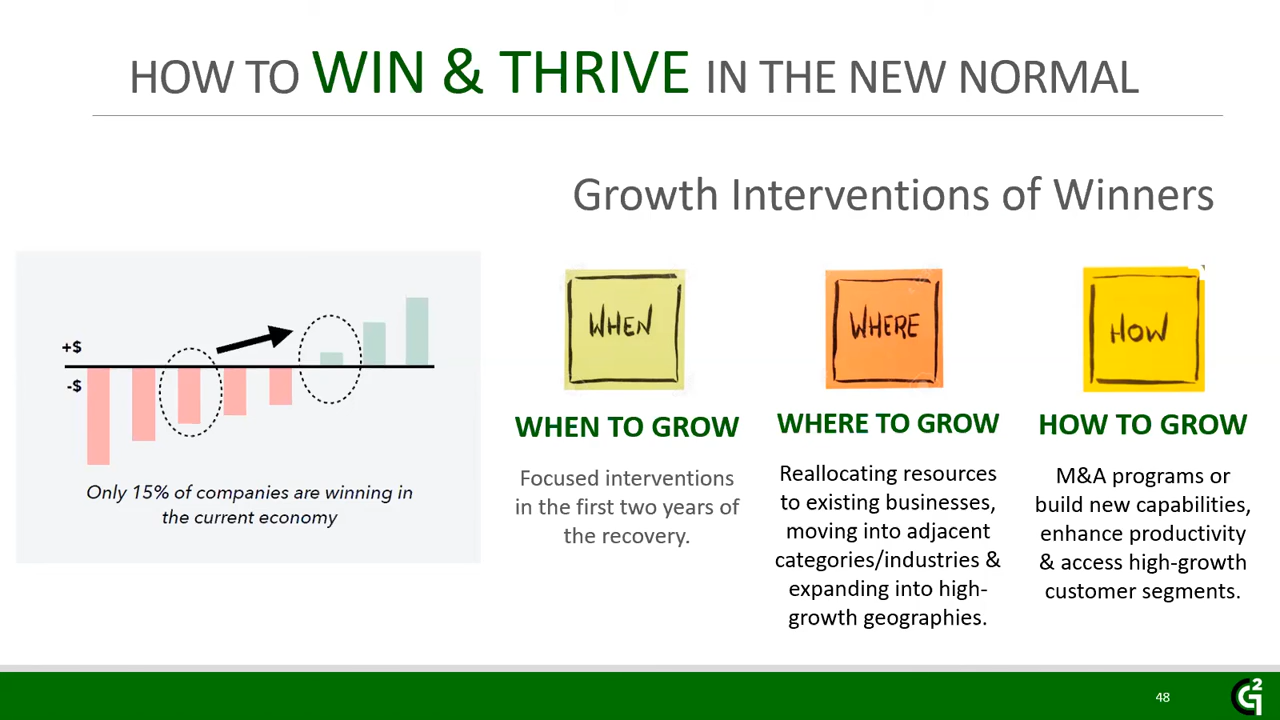 HOW TO WIN & THRIVE IN THE NEW NORMAL
Growth Interventions of Winners
+$
-$
Only 15% of companies are winning in
the current economy
WHEN
WHEN TO GROW
Focused interventions
in the first two years of
the recovery.
WHERE
WHERE TO GROW
Reallocating resources
to existing businesses,
moving into adjacent
categories/industries &
expanding into high-
growth geographies.
HOW
HOW TO GROW
M&A programs or
build new capabilities,
enhance productivity
& access high-growth
customer segments.
48
G2